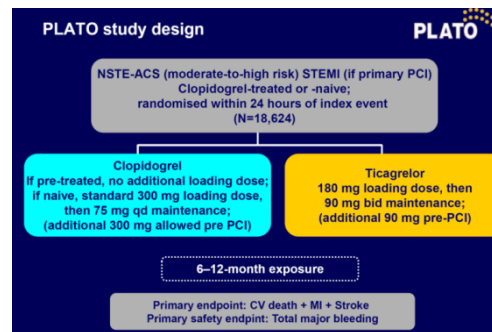 PLATO study design
PLATO
NSTE-ACS (moderate-to-high risk) STEMI (if primary PCI)
Clopidogrel-treated or -naive;
randomised within 24 hours of index event
(N=18,624)
Clopidogrel
If pre-treated, no additional loading dose;
if naive, standard 300 mg loading dose,
then 75 mg qd maintenance;
(additional 300 mg allowed pre PCI)
Ticagrelor
180 mg loading dose, then
90 mg bid maintenance;
(additional 90 mg pre-PCI)
6–12-month exposure
Primary endpoint: CV death + MI + Stroke
Primary safety endpint: Total major bleeding